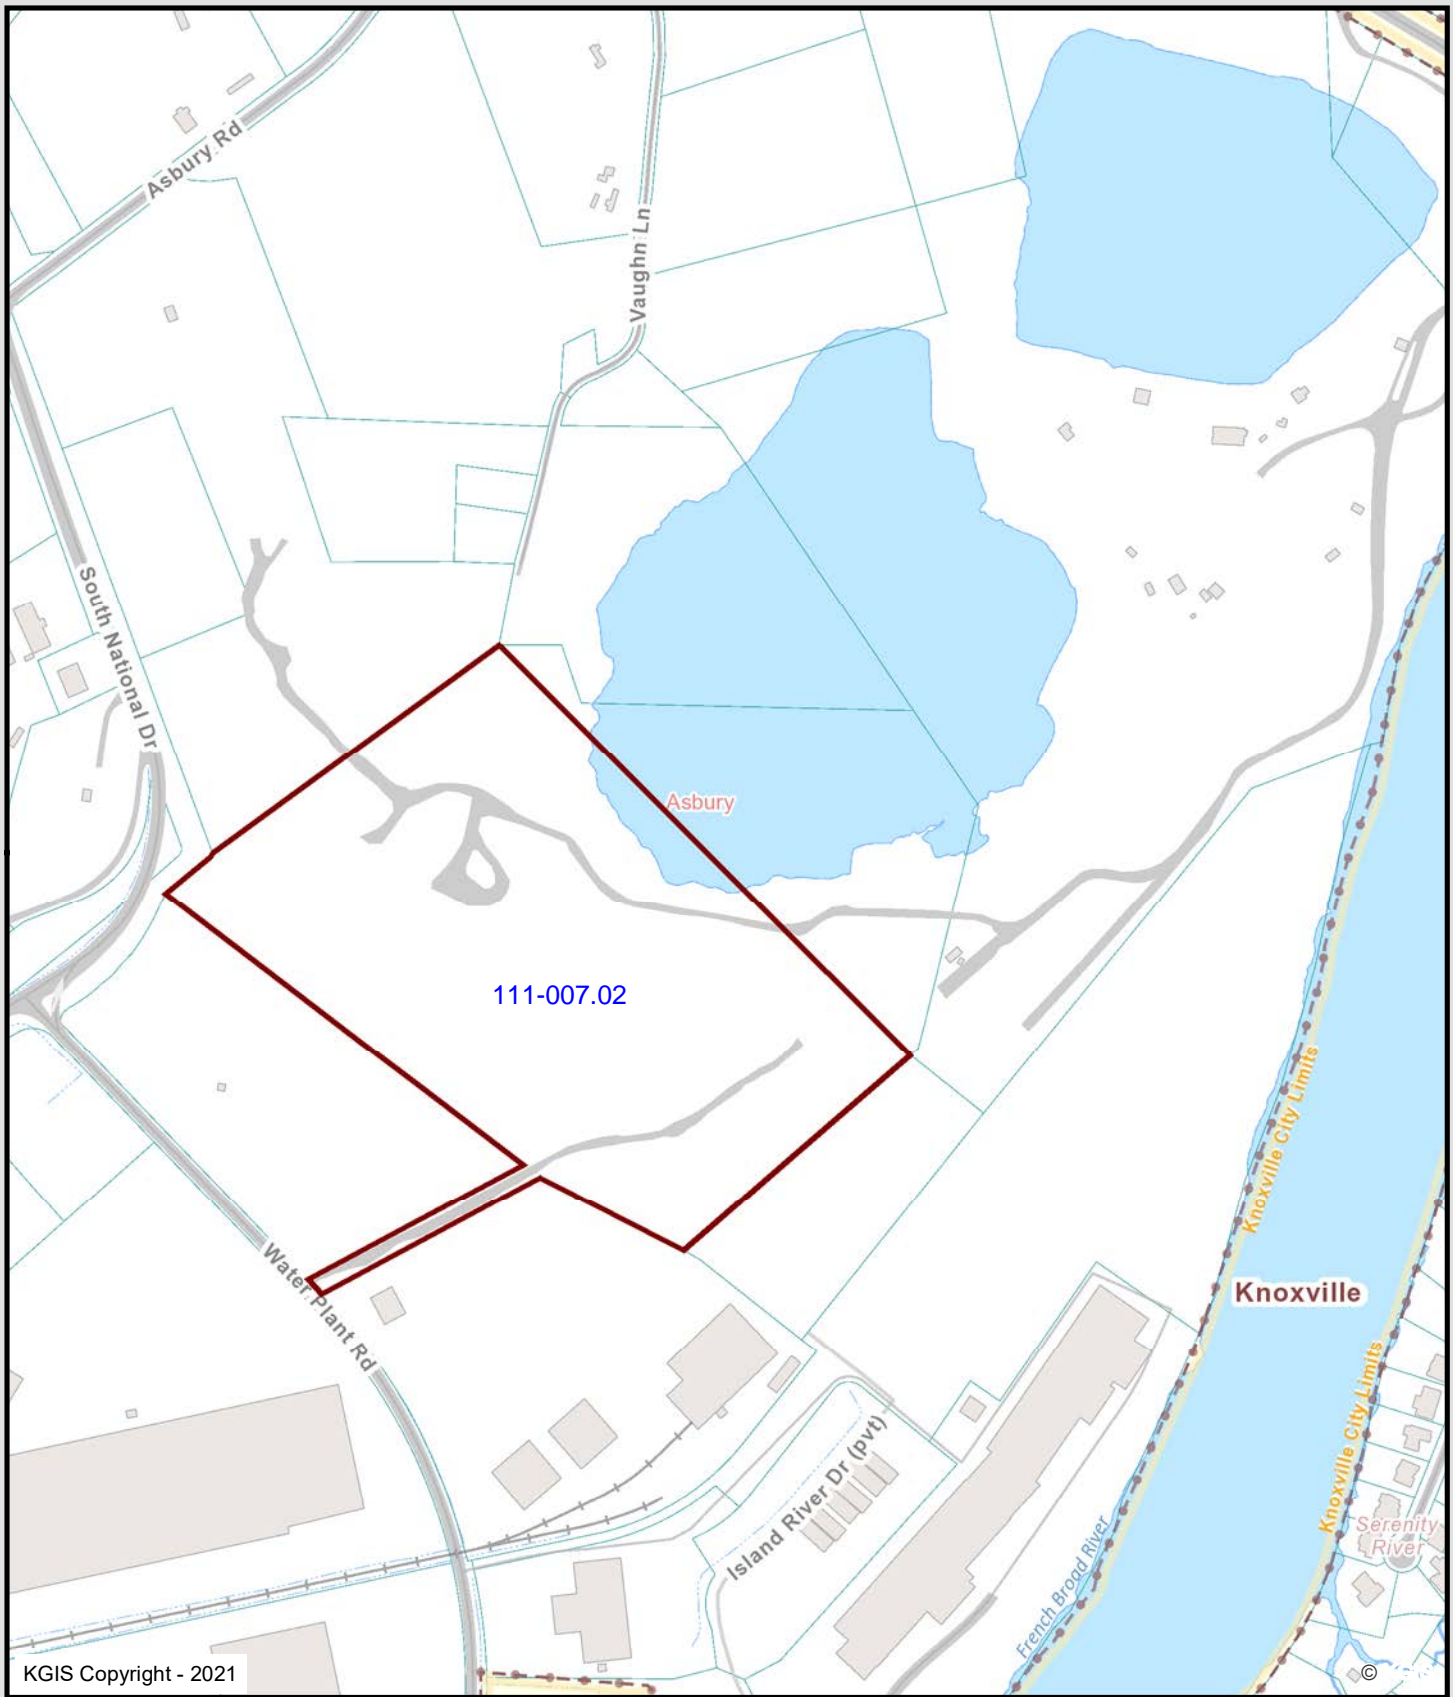 Asbury Rd
Vaughn Ln
South National Dr
Asbury
111-007.02
Knoxville City Limits
Water Plant Rd
Knoxville
Knoxville City Limits
Island River Dr (pvt)
French Broad River
Serenity
River
KGIS Copyright - 2021
©